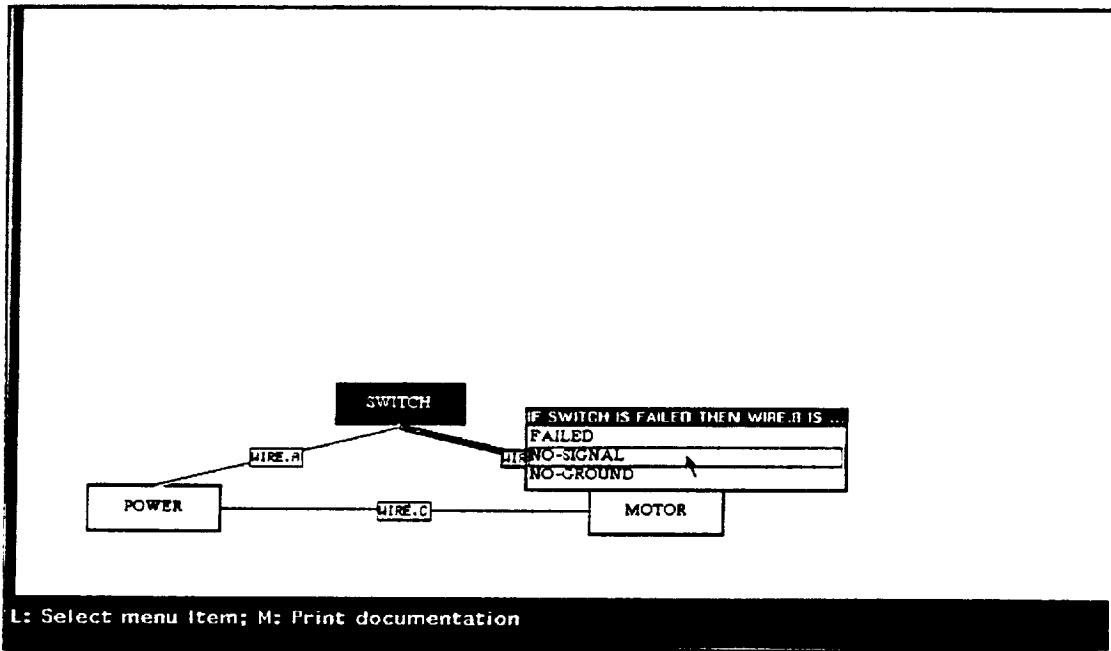 SWITCH
IF SWITCH IS FAILED THEN WIRE.B IS ...
FAILED
WIRE.A
NO-SIGNAL
NO-GROUND
POWER
WIRE.C
MOTOR
L: Select menu Item; M: Print documentation